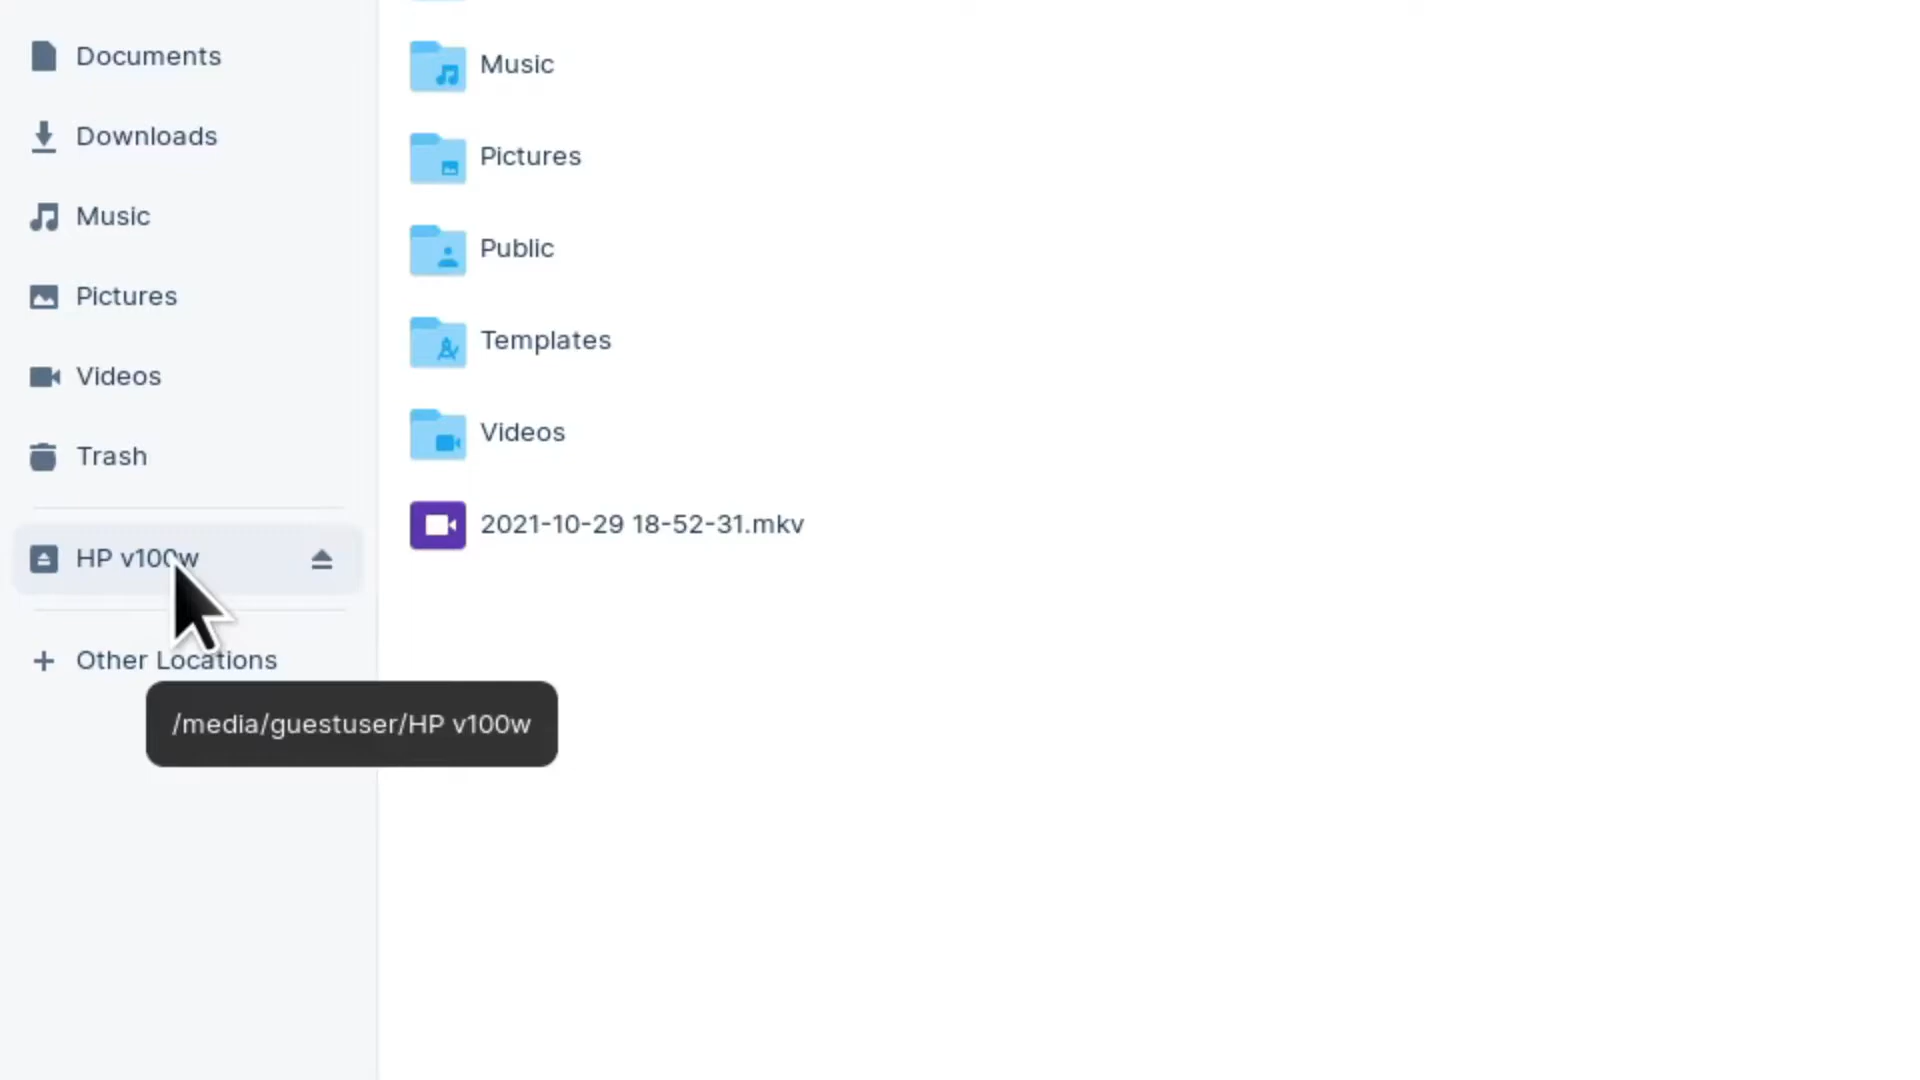 Documents
Downloads
Music
Pictures
Videos
Trash
HP v100w
Other Locations
/media/guestuser/HP v100w
Music
Pictures
Public
Templates
Videos
2021-10-29 18-52-31.mkv